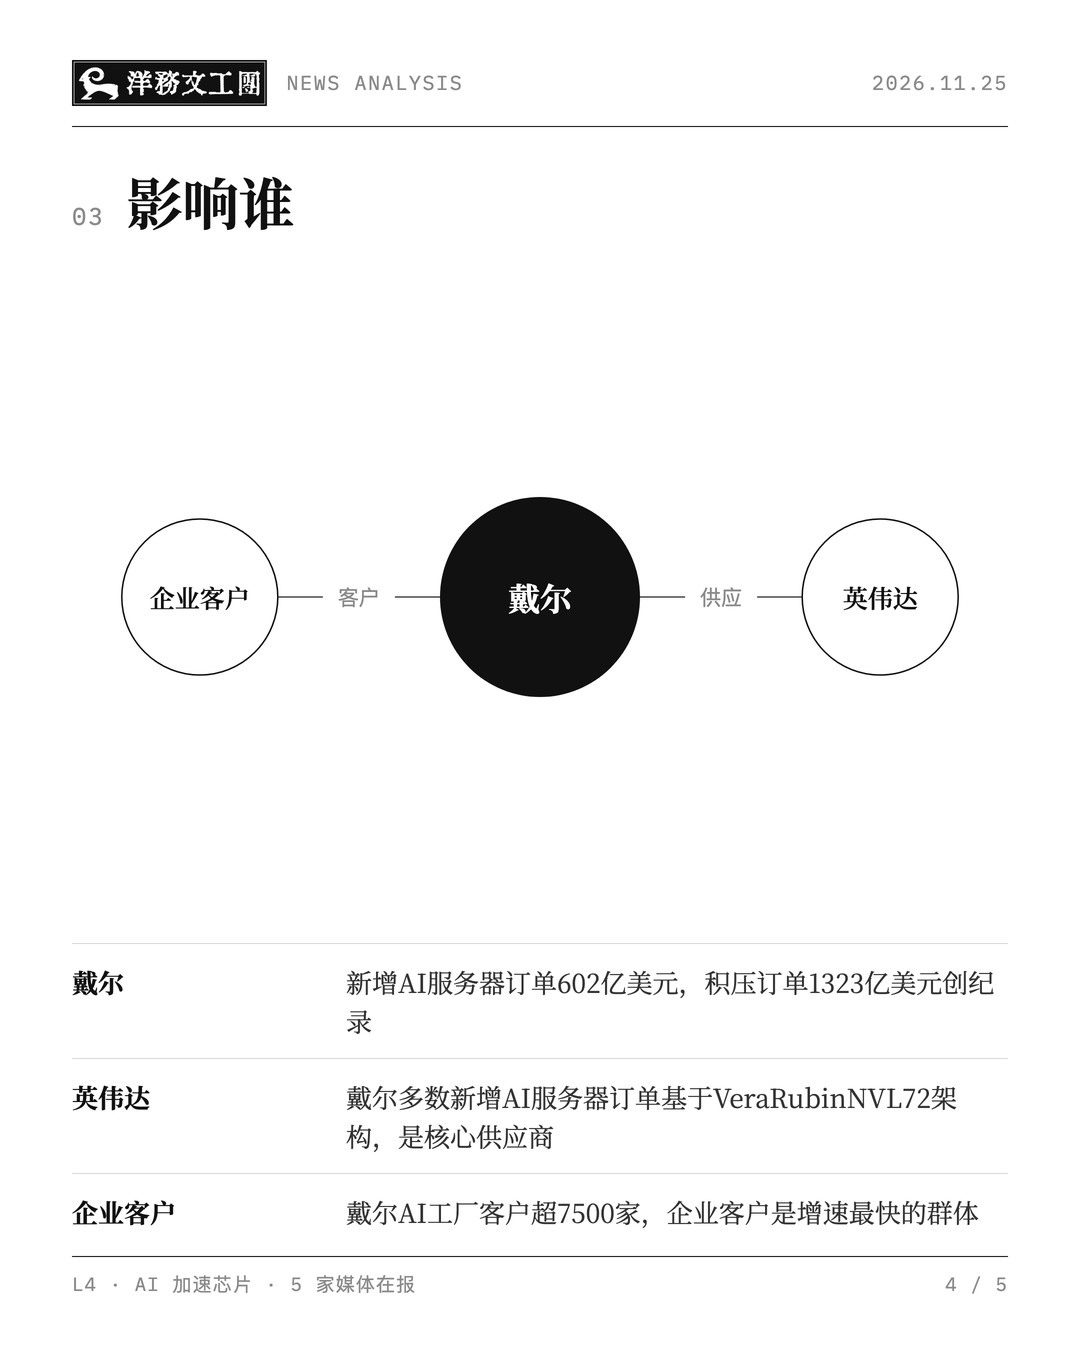 洋務文工團 NEWS ANALYSIS 2026.11.25
03 影响谁
企业客户 客户 戴尔 供应 英伟达
戴尔 新增AI服务器订单602亿美元，积压订单1323亿美元创纪
录
英伟达 戴尔多数新增AI服务器订单基于VeraRubinNVL72架
构，是核心供应商
企业客户 戴尔AI工厂客户超7500家，企业客户是增速最快的群体
L4 · AI 加速芯片 · 5 家媒体在报 4 / 5